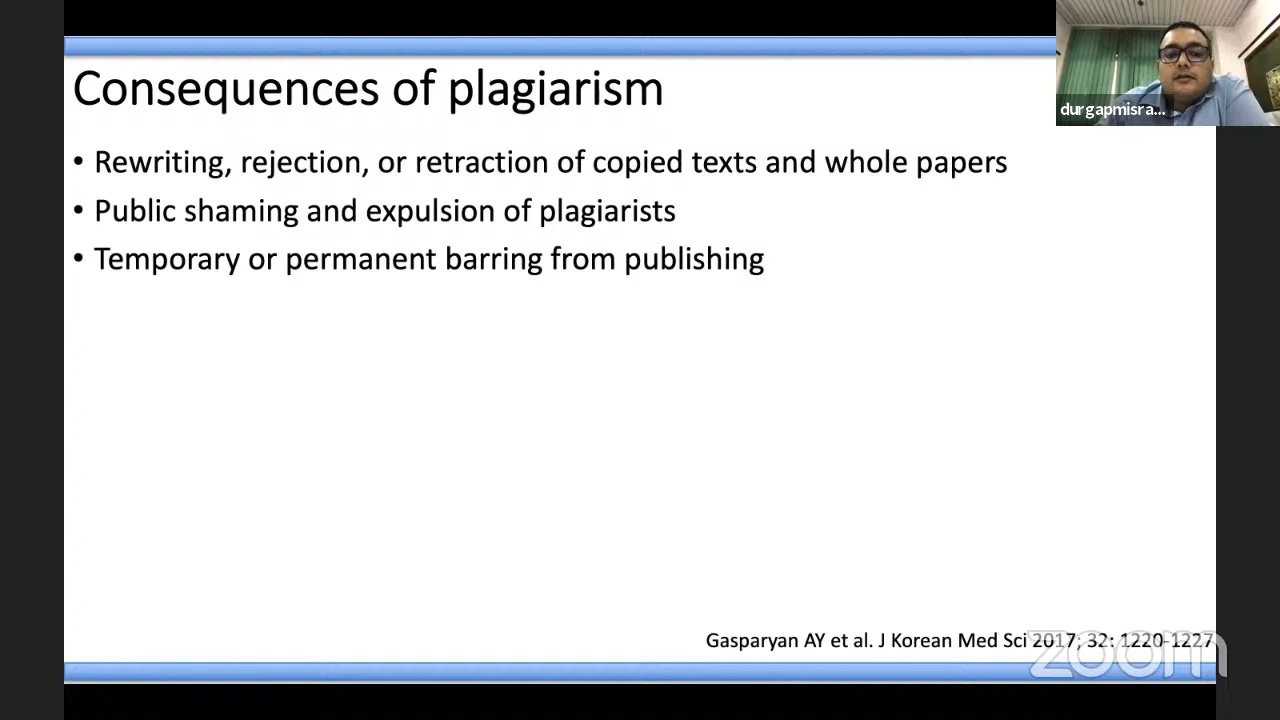 Consequences of plagiarism
durgapmisra...
• Rewriting, rejection, or retraction of copied texts and whole papers
• Public shaming and expulsion of plagiarists
• Temporary or permanent barring from publishing
Gasparyan AY et al. J Korean Med Sci 2017; 32: 1220-1227
zoom